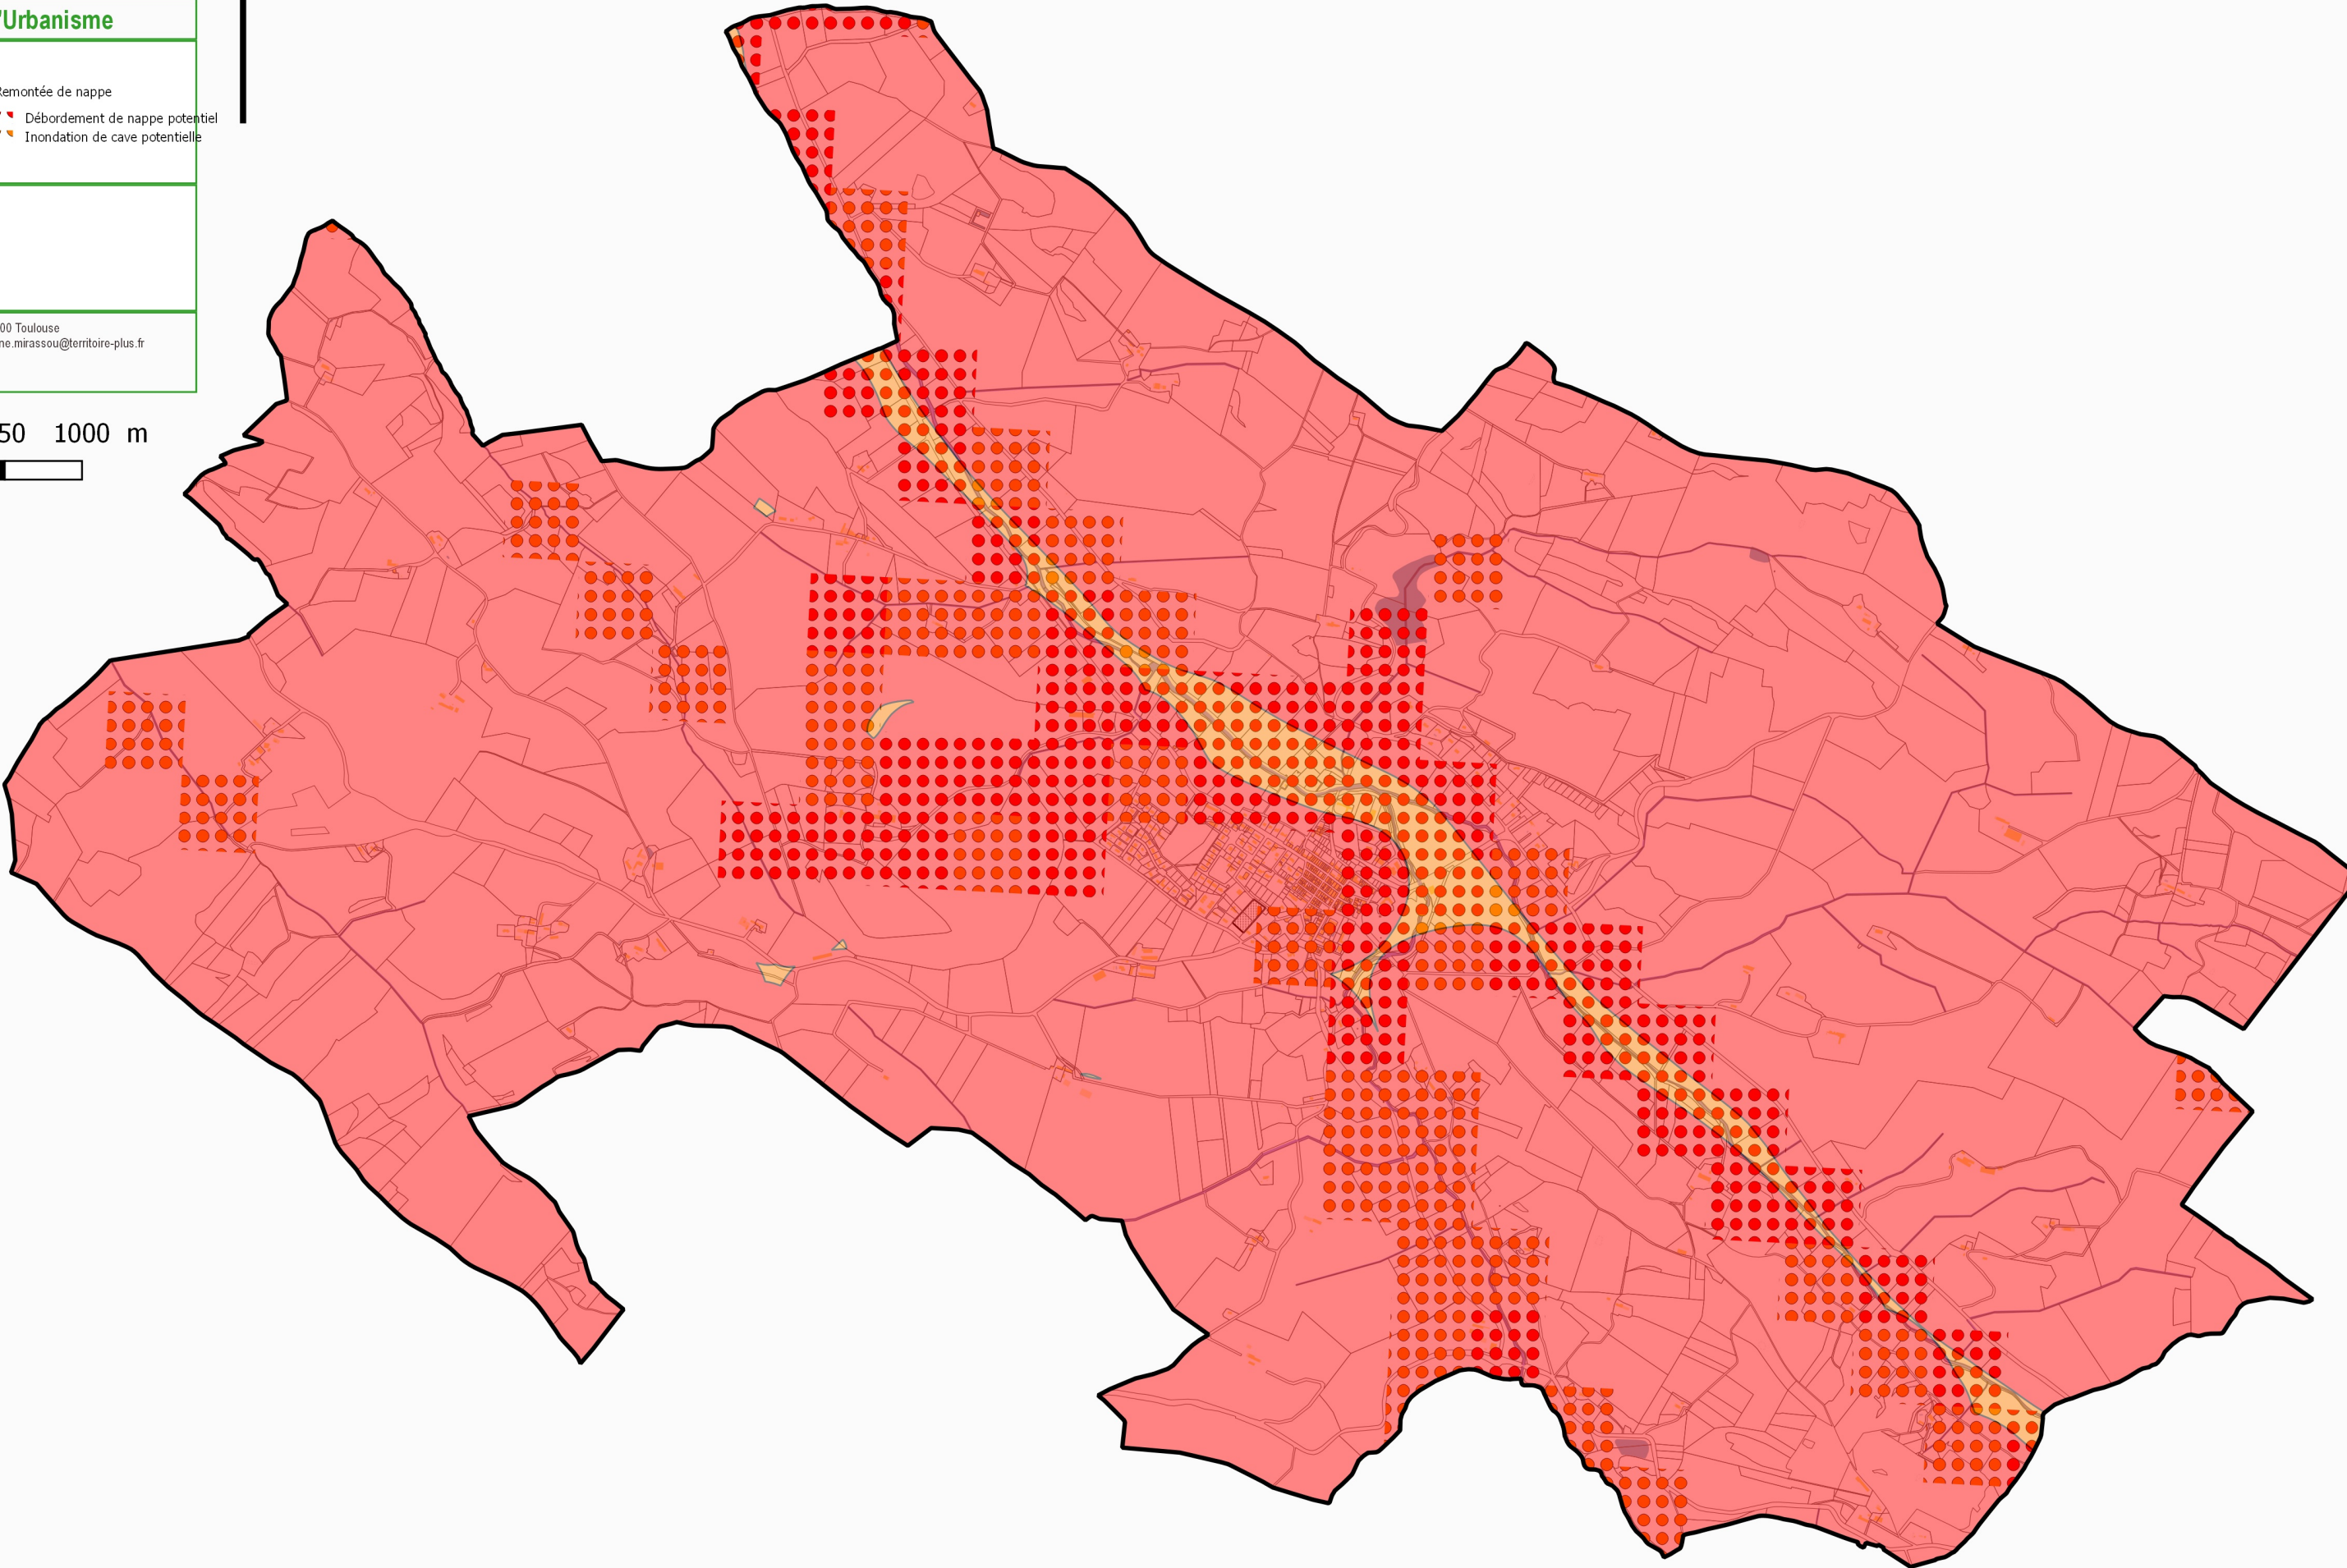 'Urbanisme
Remontée de nappe
Débordement de nappe potentiel
Inondation de cave potentielle
00 Toulouse
ne.mirassou@territoire-plus.fr
50 1000 m